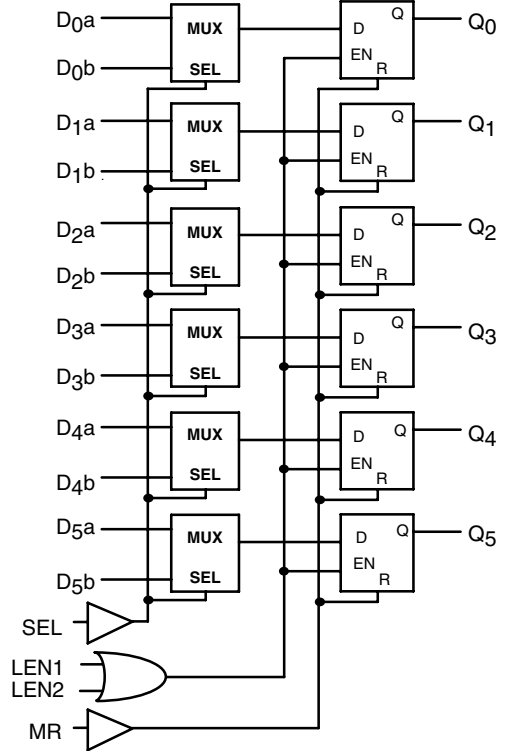 D0a MUX D Q Q0
D0b SEL EN R
D1a MUX D Q Q1
D1b SEL EN R
D2a MUX D Q Q2
D2b SEL EN R
D3a MUX D Q Q3
D3b SEL EN R
D4a MUX D Q Q4
D4b SEL EN R
D5a MUX D Q Q5
D5b SEL EN R
SEL
LEN1
LEN2
MR